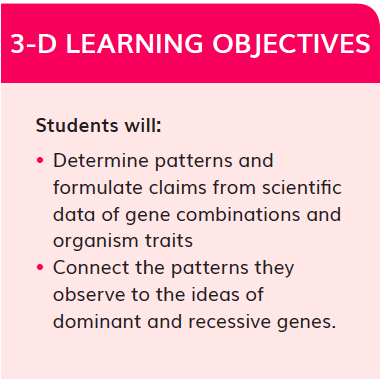 3-D LEARNING OBJECTIVES
Students will:
• Determine patterns and
formulate claims from scientific
data of gene combinations and
organism traits
• Connect the patterns they
observe to the ideas of
dominant and recessive genes.